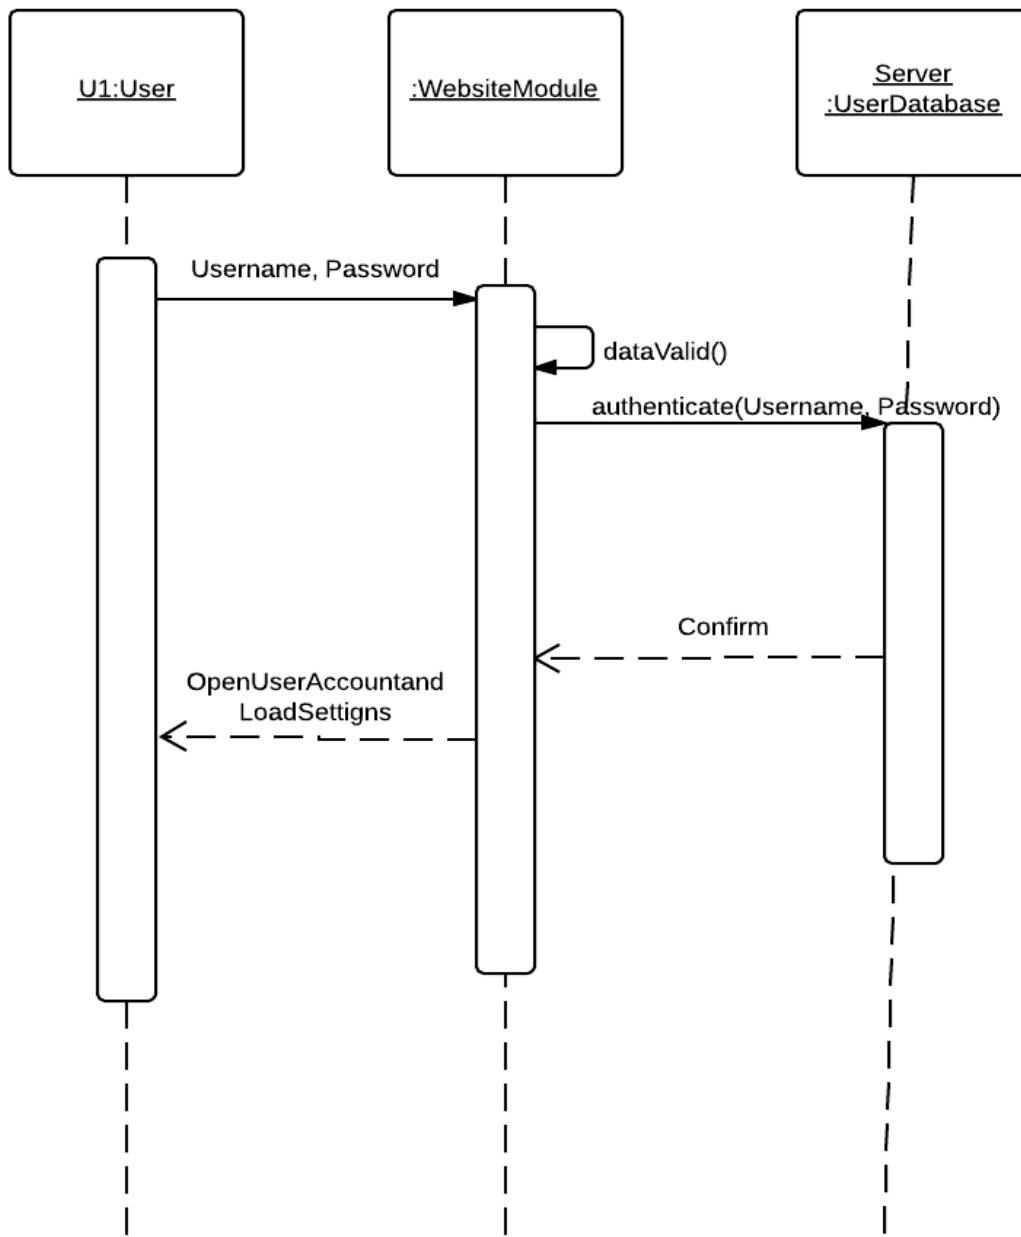 U1:User
:WebsiteModule
Server
:UserDatabase
Username, Password
dataValid()
authenticate(Username, Password)
Confirm
OpenUserAccountand
LoadSettigns